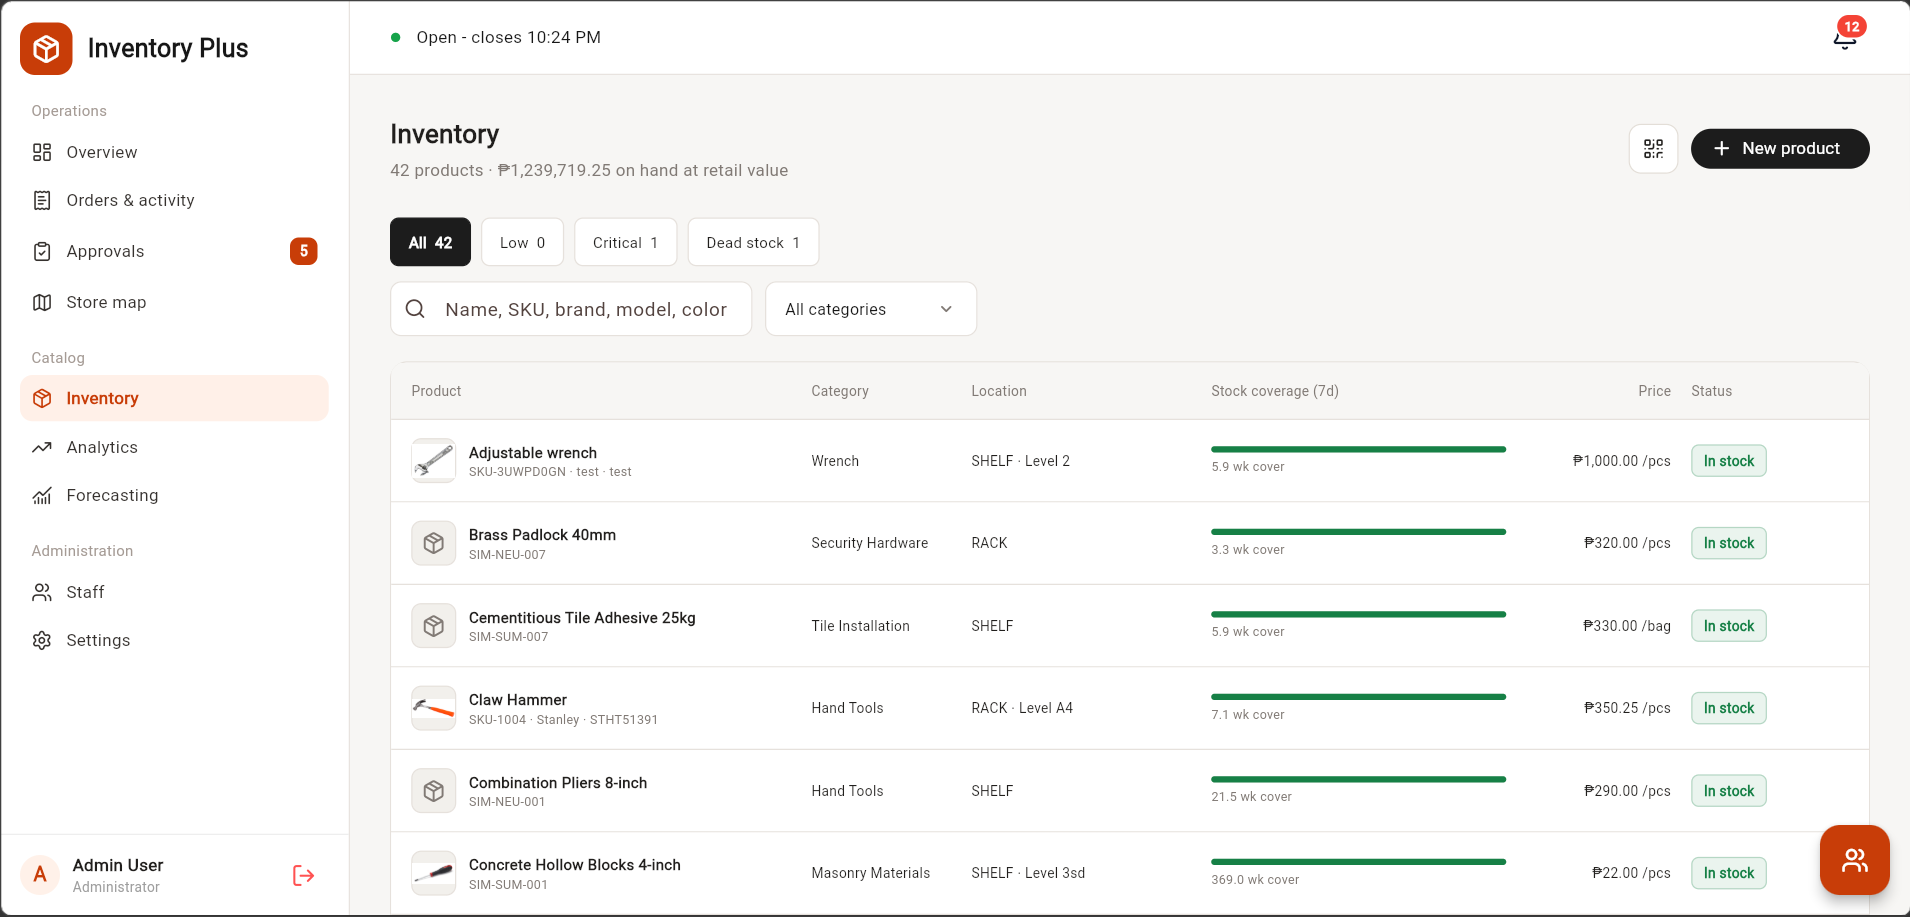 Inventory Plus
Open - closes 10:24 PM
12
Operations
Overview
Orders & activity
Approvals 5
Store map
Catalog
Inventory
Analytics
Forecasting
Administration
Staff
Settings
A Admin User
Administrator
Inventory
42 products · ₱1,239,719.25 on hand at retail value
New product
All 42 Low 0 Critical 1 Dead stock 1
Name, SKU, brand, model, color All categories
Product Category Location Stock coverage (7d) Price Status
Adjustable wrench
SKU-3UWPD0GN · test · test
Wrench SHELF · Level 2 5.9 wk cover ₱1,000.00 /pcs In stock
Brass Padlock 40mm
SIM-NEU-007
Security Hardware RACK 3.3 wk cover ₱320.00 /pcs In stock
Cementitious Tile Adhesive 25kg
SIM-SUM-007
Tile Installation SHELF 5.9 wk cover ₱330.00 /bag In stock
Claw Hammer
SKU-1004 · Stanley · STHT51391
Hand Tools RACK · Level A4 7.1 wk cover ₱350.25 /pcs In stock
Combination Pliers 8-inch
SIM-NEU-001
Hand Tools SHELF 21.5 wk cover ₱290.00 /pcs In stock
Concrete Hollow Blocks 4-inch
SIM-SUM-001
Masonry Materials SHELF · Level 3sd 369.0 wk cover ₱22.00 /pcs In stock